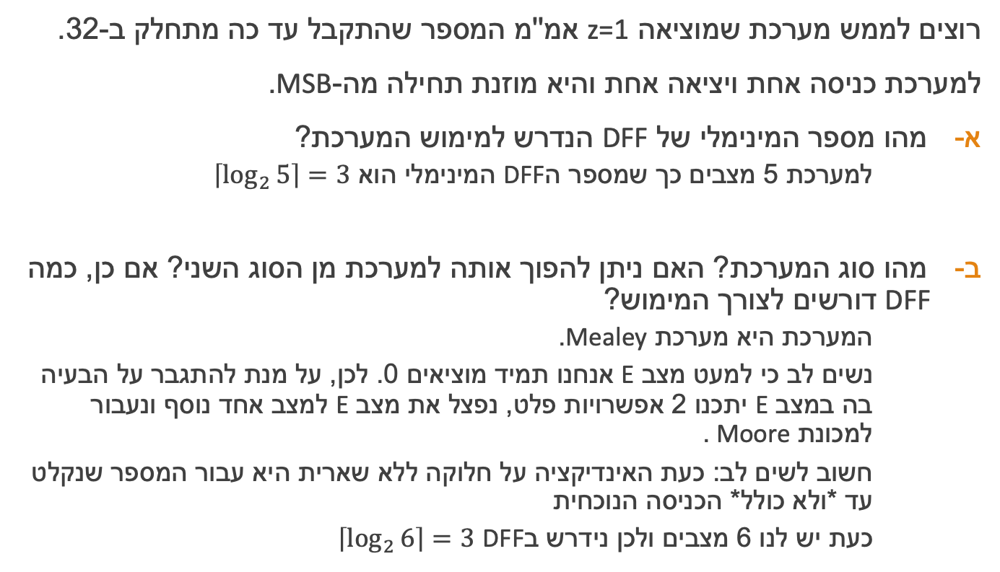 רוצים לממש מערכת שמוציאה z=1 אמ"מ המספר שהתקבל עד כה מתחלק ב-32.
למערכת כניסה אחת ויציאה אחת והיא מוזנת תחילה מה-MSB.
א- מהו מספר המינימלי של DFF הנדרש למימוש המערכת?
למערכת 5 מצבים כך שמספר הDFF המינימלי הוא ⌈log₂ 5⌉ = 3
ב- מהו סוג המערכת? האם ניתן להפוך אותה למערכת מן הסוג השני? אם כן, כמה
DFF דורשים לצורך המימוש?
המערכת היא מערכת Mealey.
נשים לב כי למעט מצב E אנחנו תמיד מוציאים 0. לכן, על מנת להתגבר על הבעיה
בה במצב E יתכנו 2 אפשרויות פלט, נפצל את מצב E למצב אחד נוסף ונעבור
למכונת Moore .
חשוב לשים לב: כעת האינדיקציה על חלוקה ללא שארית היא עבור המספר שנקלט
עד *ולא כולל* הכניסה הנוכחית
כעת יש לנו 6 מצבים ולכן נידרש בDFF ⌈log₂ 6⌉ = 3